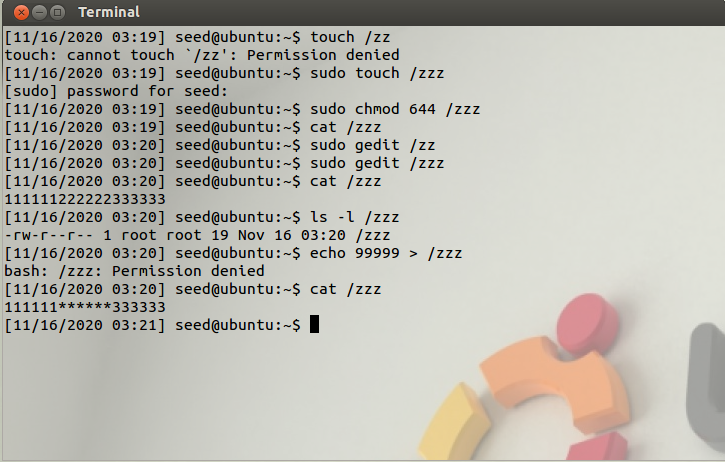 Terminal
[11/16/2020 03:19] seed@ubuntu:~$ touch /zz
touch: cannot touch `/zz': Permission denied
[11/16/2020 03:19] seed@ubuntu:~$ sudo touch /zzz
[sudo] password for seed:
[11/16/2020 03:19] seed@ubuntu:~$ sudo chmod 644 /zzz
[11/16/2020 03:19] seed@ubuntu:~$ cat /zzz
[11/16/2020 03:20] seed@ubuntu:~$ sudo gedit /zz
[11/16/2020 03:20] seed@ubuntu:~$ sudo gedit /zzz
[11/16/2020 03:20] seed@ubuntu:~$ cat /zzz
111111222222333333
[11/16/2020 03:20] seed@ubuntu:~$ ls -l /zzz
-rw-r--r-- 1 root root 19 Nov 16 03:20 /zzz
[11/16/2020 03:20] seed@ubuntu:~$ echo 99999 > /zzz
bash: /zzz: Permission denied
[11/16/2020 03:20] seed@ubuntu:~$ cat /zzz
111111******333333
[11/16/2020 03:21] seed@ubuntu:~$